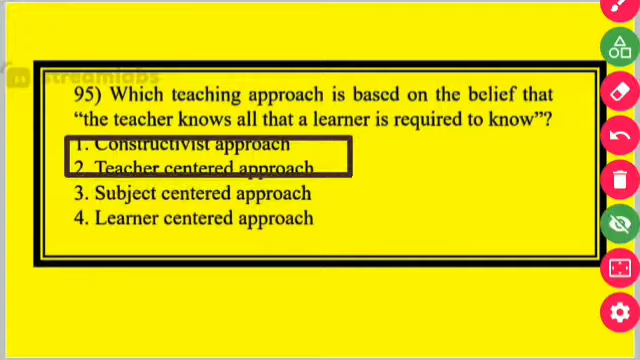 streamlabs
95) Which teaching approach is based on the belief that
“the teacher knows all that a learner is required to know”?
1. Constructivist approach
2. Teacher centered approach
3. Subject centered approach
4. Learner centered approach